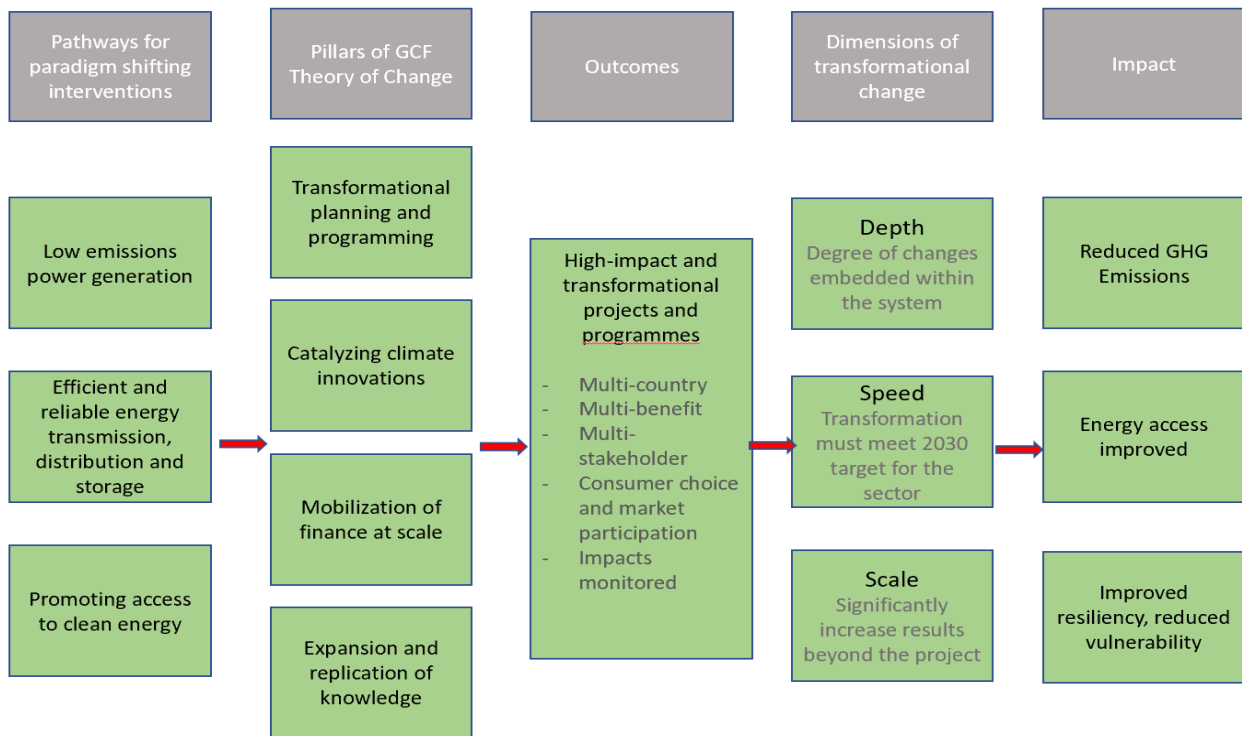 Pathways for
paradigm shifting
interventions
Pillars of GCF
Theory of Change
Outcomes
Dimensions of
transformational
change
Impact
Low emissions
power generation
Efficient and
reliable energy
transmission,
distribution and
storage
Promoting access
to clean energy
Transformational
planning and
programming
Catalyzing climate
innovations
Mobilization of
finance at scale
Expansion and
replication of
knowledge
High-impact and
transformational
projects and
programmes
- Multi-country
- Multi-benefit
- Multi-
stakeholder
- Consumer choice
and market
participation
- Impacts
monitored
Depth
Degree of changes
embedded within
the system
Speed
Transformation
must meet 2030
target for the
sector
Scale
Significantly
increase results
beyond the project
Reduced GHG
Emissions
Energy access
improved
Improved
resiliency, reduced
vulnerability